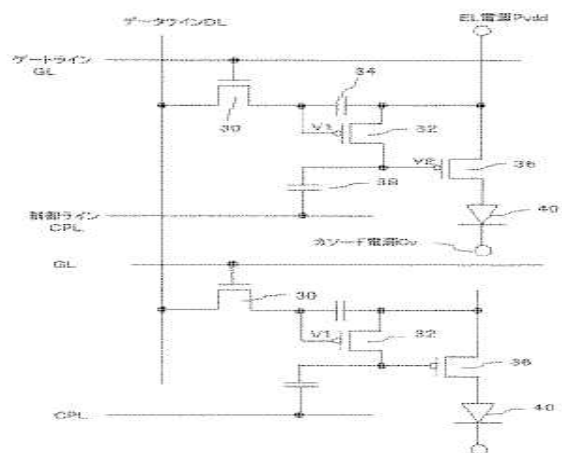 データラインDL
EL電源Pvdd
ゲートライン
GL
34
30
V1
32
V2
36
38
40
制御ライン
CPL
カソード電源Cv
GL
30
V1
32
36
CPL
40